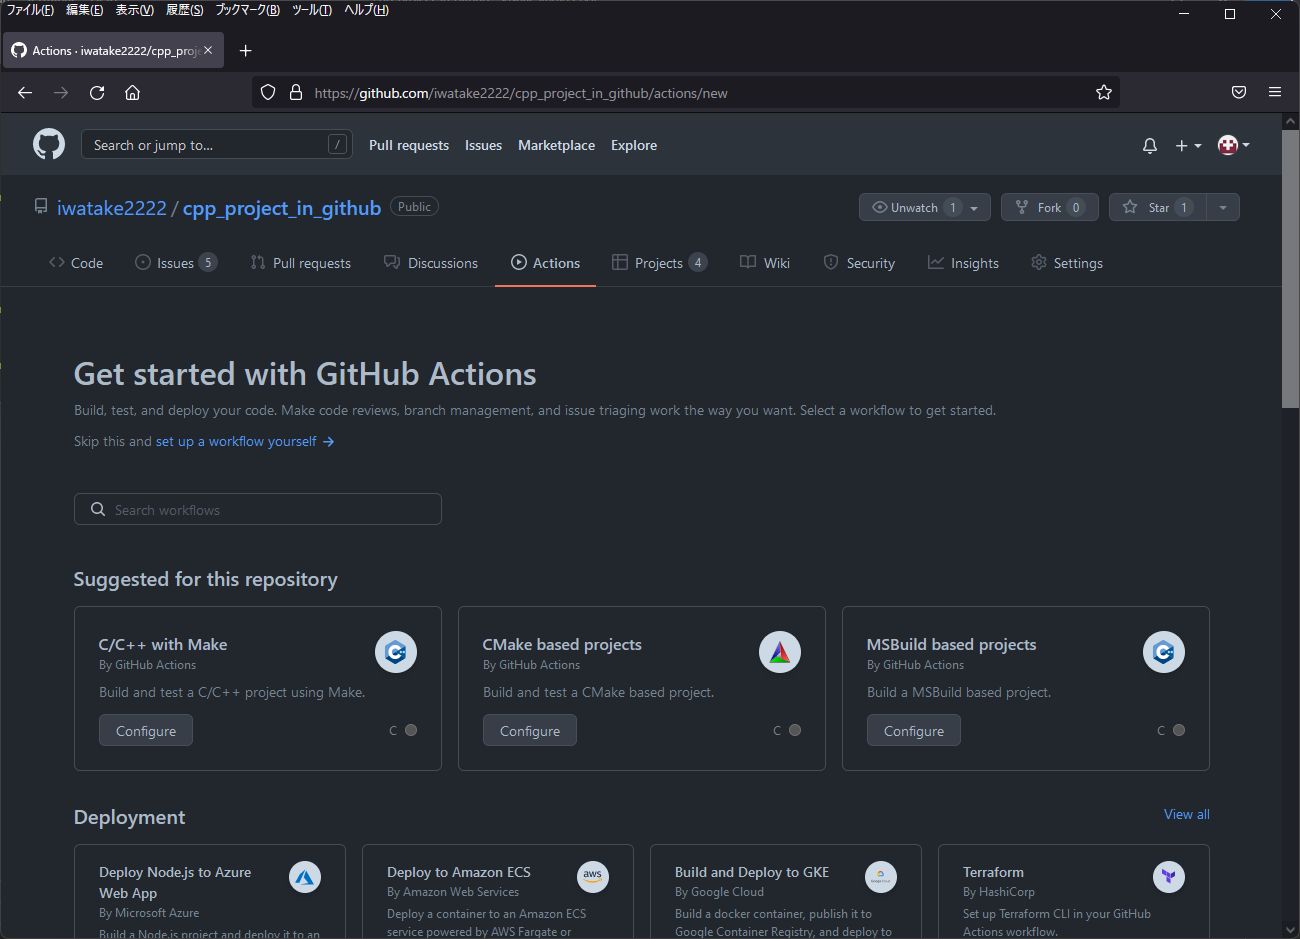 ファイル(F) 編集(E) 表示(V) 履歴(S) ブックマーク(B) ツール(T) ヘルプ(H)
Actions · iwatake2222/cpp_proje
https://github.com/iwatake2222/cpp_project_in_github/actions/new
Search or jump to... / Pull requests Issues Marketplace Explore
iwatake2222 / cpp_project_in_github Public Unwatch 1 Fork 0 Star 1
Code Issues 5 Pull requests Discussions Actions Projects 4 Wiki Security Insights Settings
Get started with GitHub Actions
Build, test, and deploy your code. Make code reviews, branch management, and issue triaging work the way you want. Select a workflow to get started.
Skip this and set up a workflow yourself →
Search workflows
Suggested for this repository
C/C++ with Make
By GitHub Actions
Build and test a C/C++ project using Make.
Configure C
CMake based projects
By GitHub Actions
Build and test a CMake based project.
Configure C
MSBuild based projects
By GitHub Actions
Build a MSBuild based project.
Configure C
Deployment View all
Deploy Node.js to Azure
Web App
By Microsoft Azure
Build a Node.js project and deploy it to an
Deploy to Amazon ECS
aws
By Amazon Web Services
Deploy a container to an Amazon ECS
service powered by AWS Fargate or
Build and Deploy to GKE
By Google Cloud
Build a docker container, publish it to
Google Container Registry, and deploy to
Terraform
By HashiCorp
Set up Terraform CLI in your GitHub
Actions workflow.